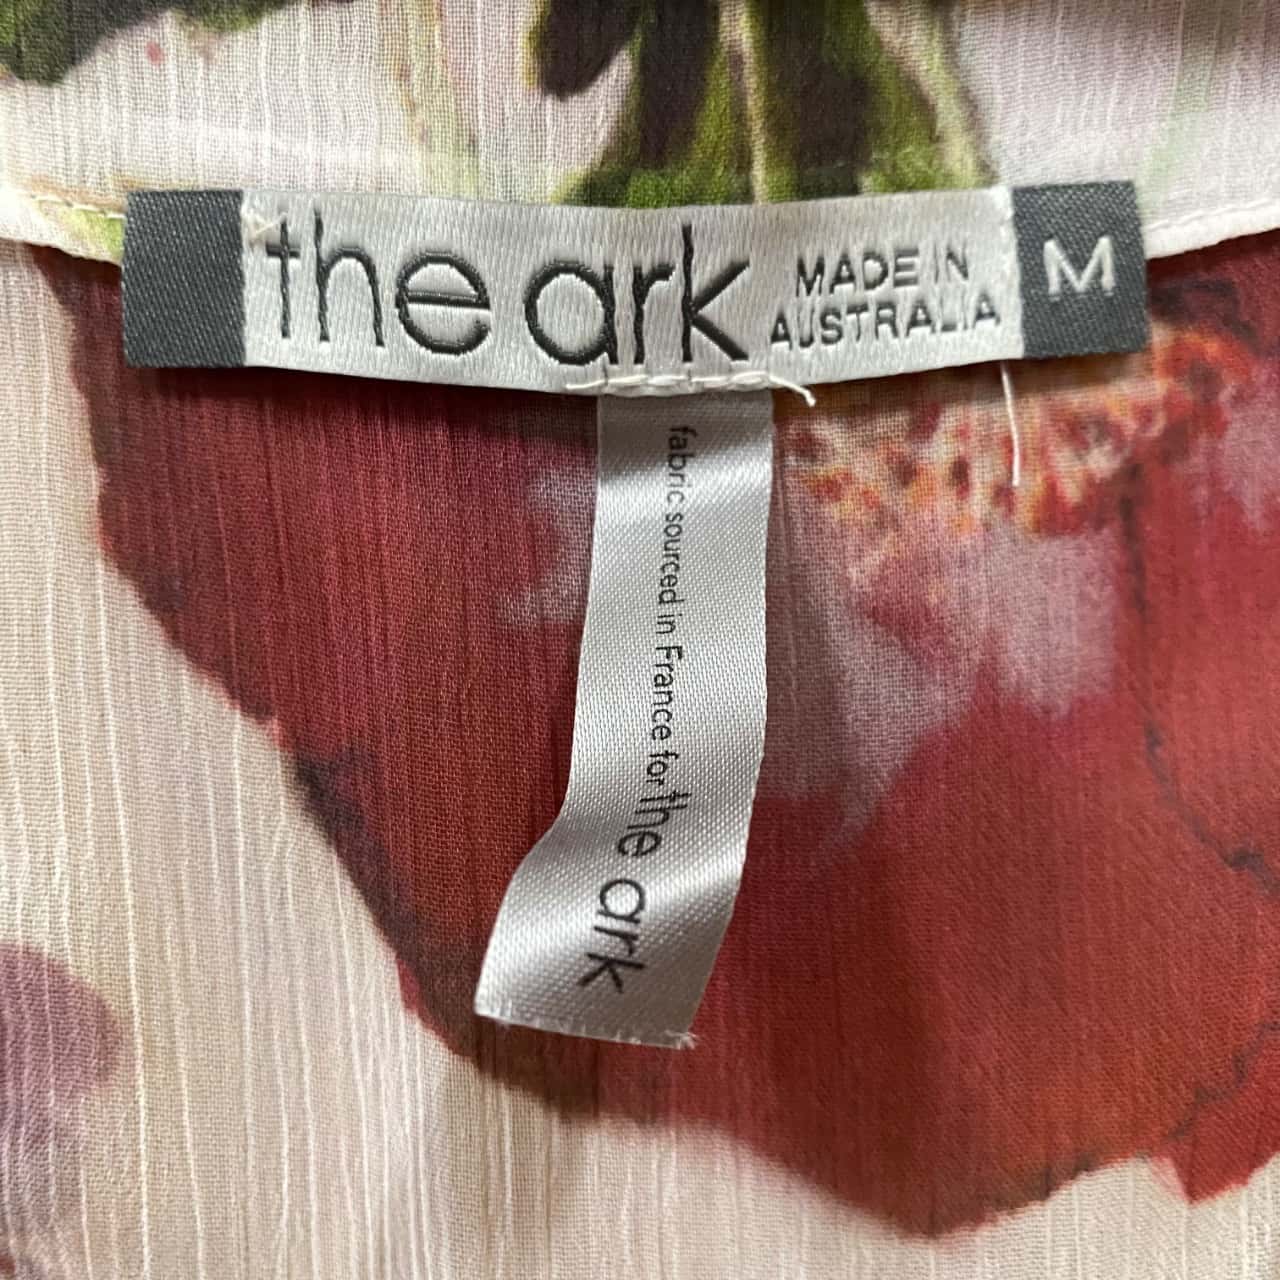 the ark
MADE IN
AUSTRALIA
M
fabric sourced in France for the ark